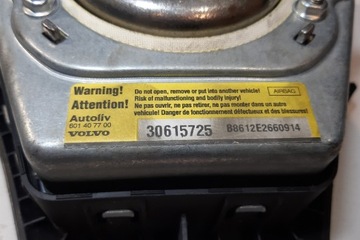 Warning!
Attention!
Do not open, remove or put into another vehicle!
Risk of malfunctioning and bodily injury!
Ne pas ouvrir, ne pas retirer, ne pas monter dans un autre
vehicule! Danger de fonctionnement défectueux et des blessures!
AIRBAG
Autoliv
601 40 77 00
VOLVO
30615725
B8612E2660914